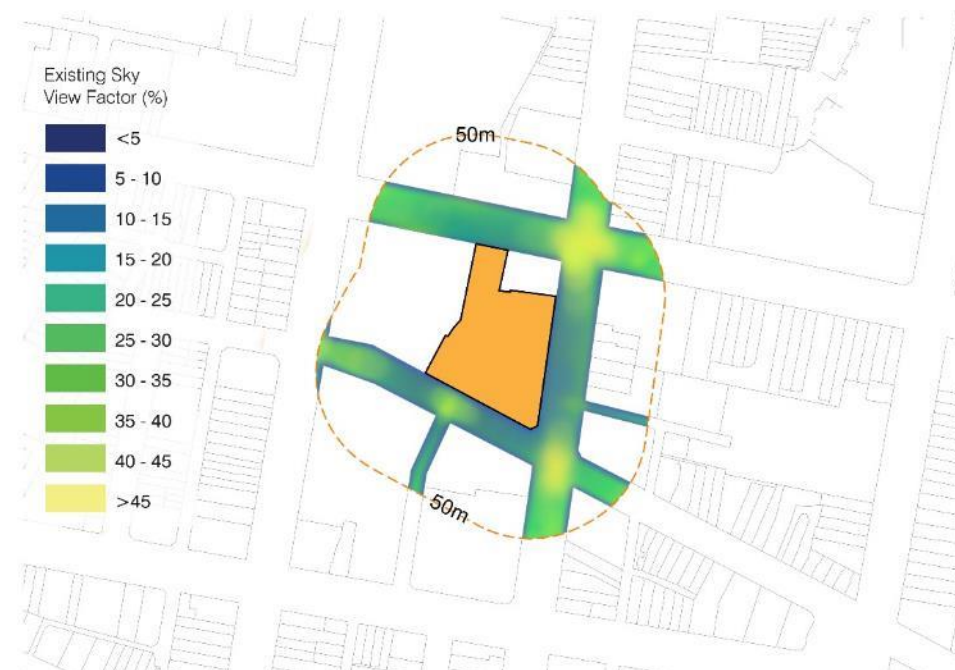 Existing Sky
View Factor (%)
<5
5 - 10
10 - 15
15 - 20
20 - 25
25 - 30
30 - 35
35 - 40
40 - 45
>45
50m
50m